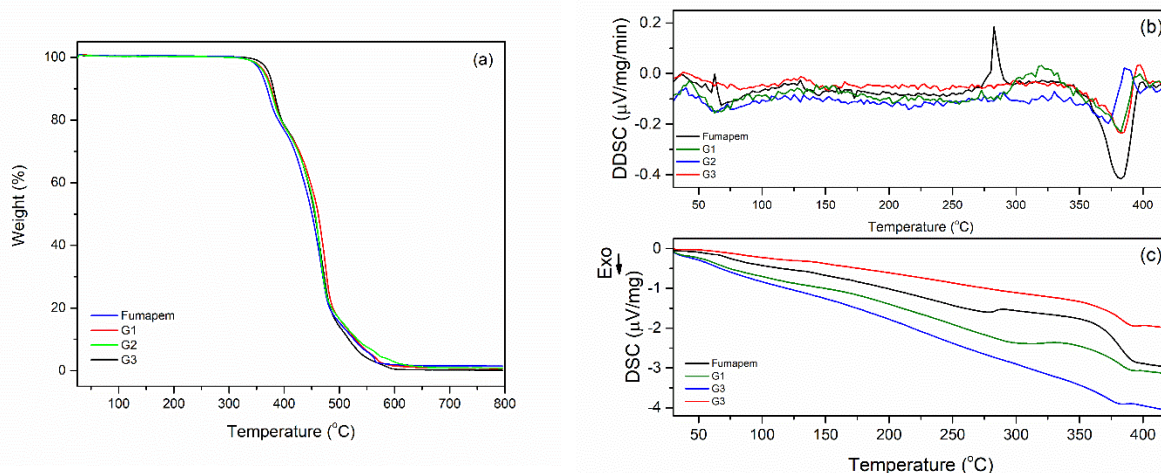 (a)
Weight (%)
100
80
60
40
20
0
Fumapem
G1
G2
G3
100 200 300 400 500 600 700 800
Temperature (°C)
(b)
DDSC (µV/mg/min)
0.2
0.0
-0.2
-0.4
Fumapem
G1
G2
G3
50 100 150 200 250 300 350 400
Temperature (°C)
(c)
Exo
DSC (µV/mg)
0
-1
-2
-3
-4
Fumapem
G1
G3
G3
50 100 150 200 250 300 350 400
Temperature (°C)